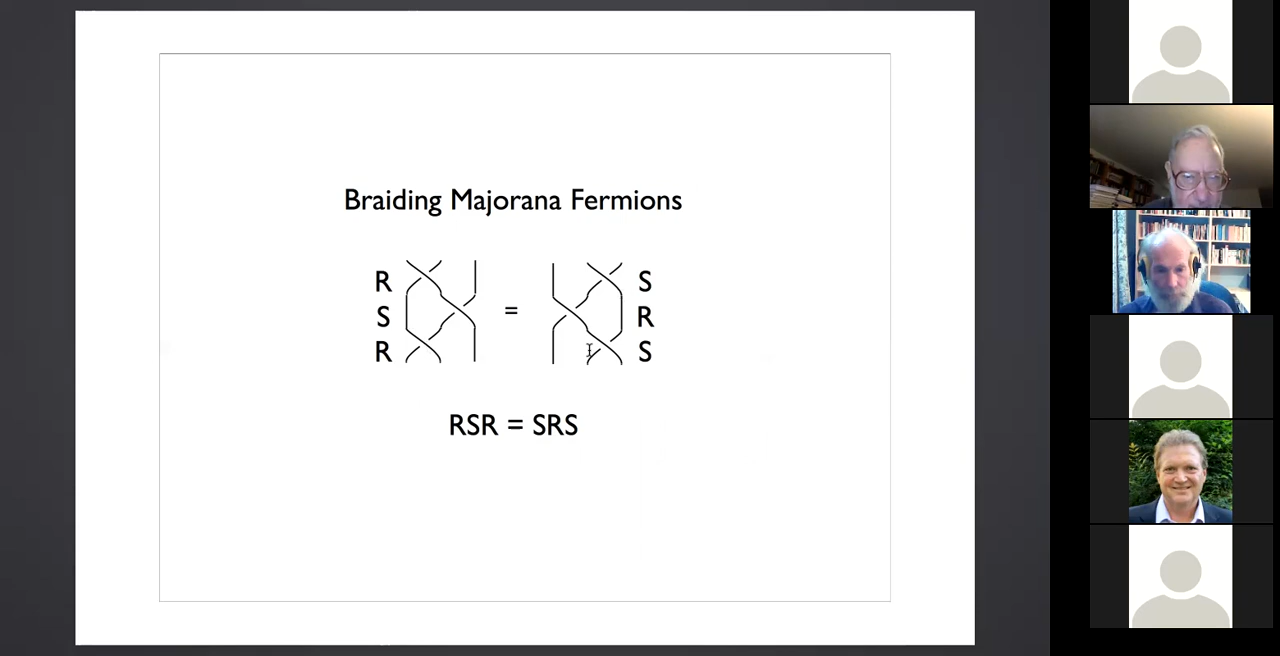 Braiding Majorana Fermions
R S
S = R
R S
RSR = SRS